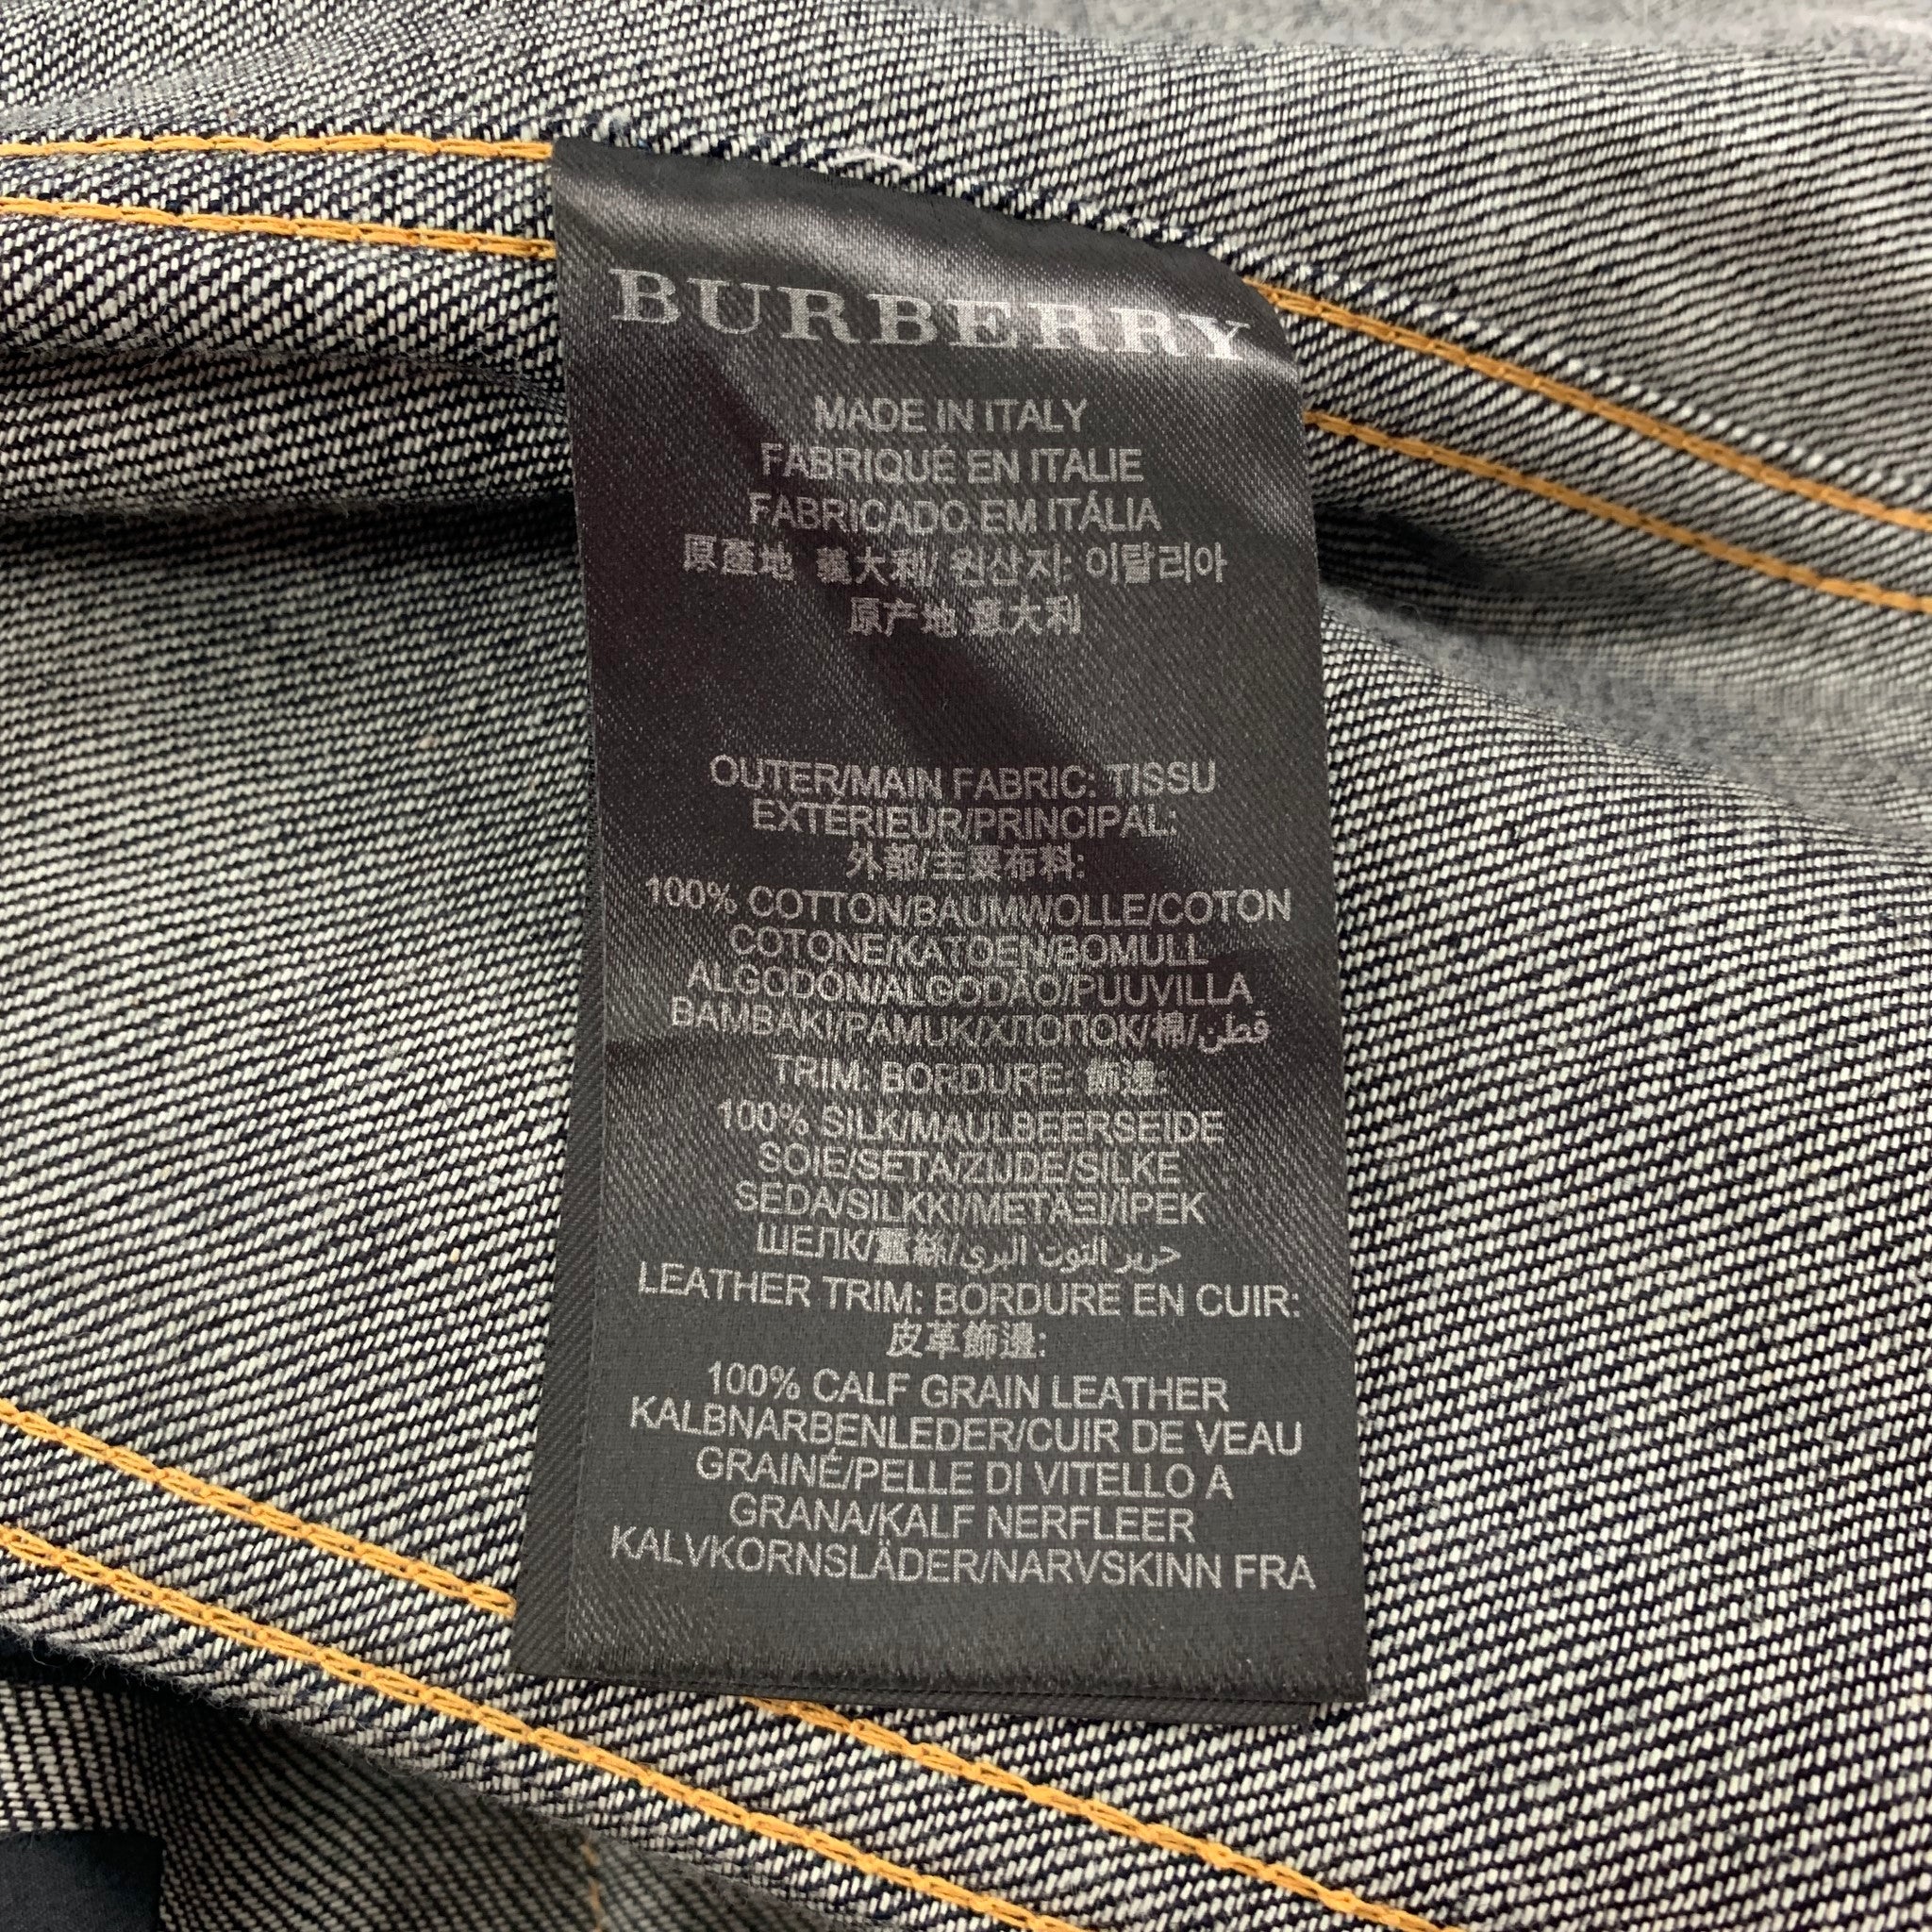 BURBERRY
MADE IN ITALY
FABRIQUÉ EN ITALIE
FABRICADO EM ITÁLIA
原產地 義大利/ 원산지: 이탈리아
原产地 意大利
OUTER/MAIN FABRIC: TISSU
EXTÉRIEUR/PRINCIPAL:
外部/主要布料:
100% COTTON/BAUMWOLLE/COTON
COTONE/KATOEN/BOMULL
ALGODÓN/ALGODÃO/PUUVILLA
BAMBAKI/PAMUK/ХЛОПОК/棉/قطن
TRIM: BORDURE: 飾邊:
100% SILK/MAULBEERSEIDE
SOIE/SETA/ZIJDE/SILKE
SEDA/SILKKI/ΜΕΤΑΞΙ/İPEK
ШЕЛК/蠶絲/حرير التوت البري
LEATHER TRIM: BORDURE EN CUIR:
皮革飾邊:
100% CALF GRAIN LEATHER
KALBNARBENLEDER/CUIR DE VEAU
GRAINÉ/PELLE DI VITELLO A
GRANA/KALF NERFLEER
KALVKORNSLÄDER/NARVSKINN FRA